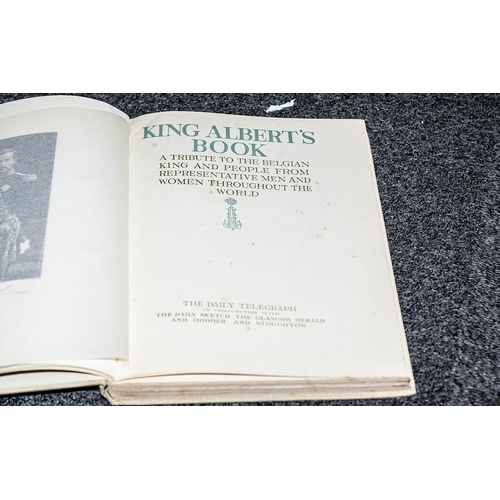 KING ALBERT'S
BOOK
A TRIBUTE TO THE BELGIAN
KING AND PEOPLE FROM
REPRESENTATIVE MEN AND
WOMEN THROUGHOUT THE
WORLD
THE DAILY TELEGRAPH
IN CONJUNCTION WITH
THE DAILY SKETCH THE GLASGOW HERALD
AND HODDER AND STOUGHTON